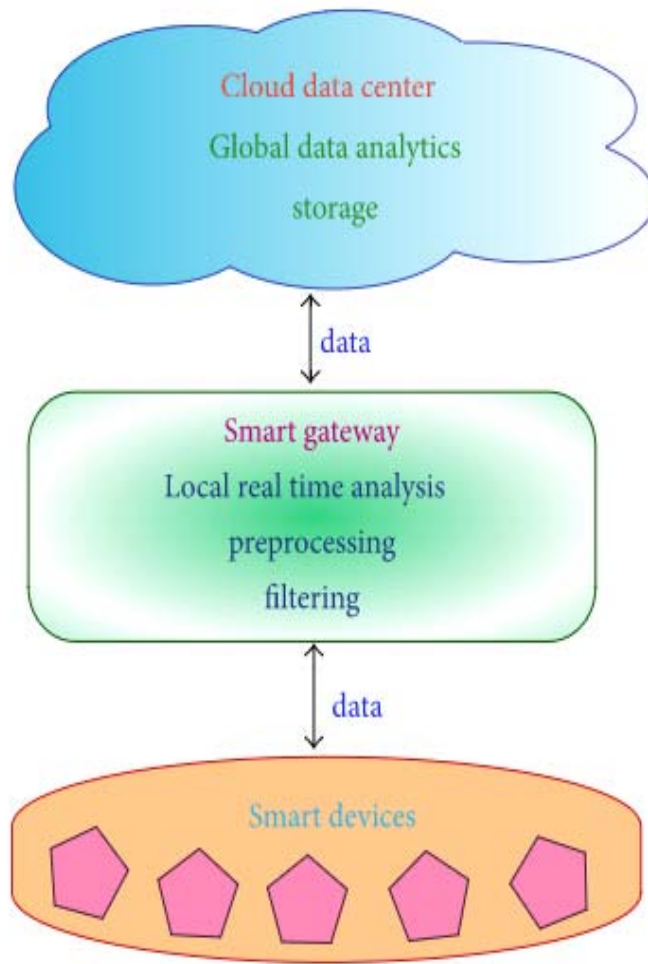 Cloud data center
Global data analytics
storage
data
Smart gateway
Local real time analysis
preprocessing
filtering
data
Smart devices